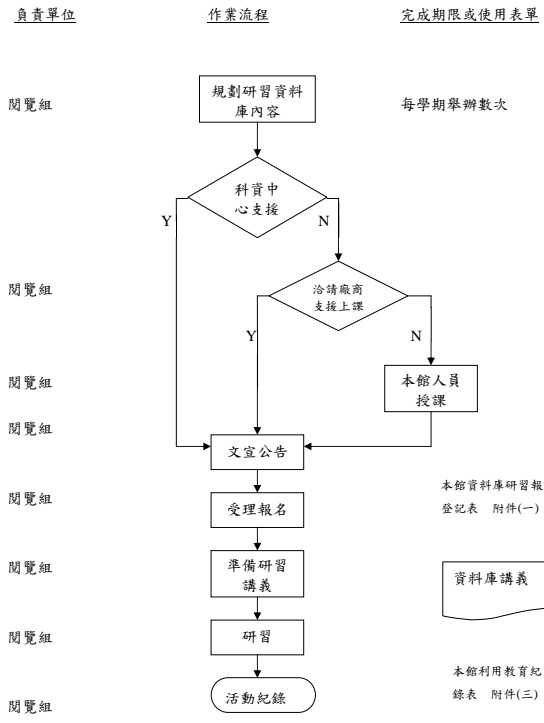 負責單位
作業流程
完成期限或使用表單
閱覽組
規劃研習資料
庫內容
每學期舉辦數次
科資中
心支援
Y
N
閱覽組
洽請廠商
支援上課
Y
N
閱覽組
本館人員
授課
閱覽組
文宣公告
閱覽組
受理報名
本館資料庫研習報
登記表 附件(一)
閱覽組
準備研習
講義
資料庫講義
閱覽組
研習
本館利用教育紀
錄表 附件(三)
閱覽組
活動紀錄